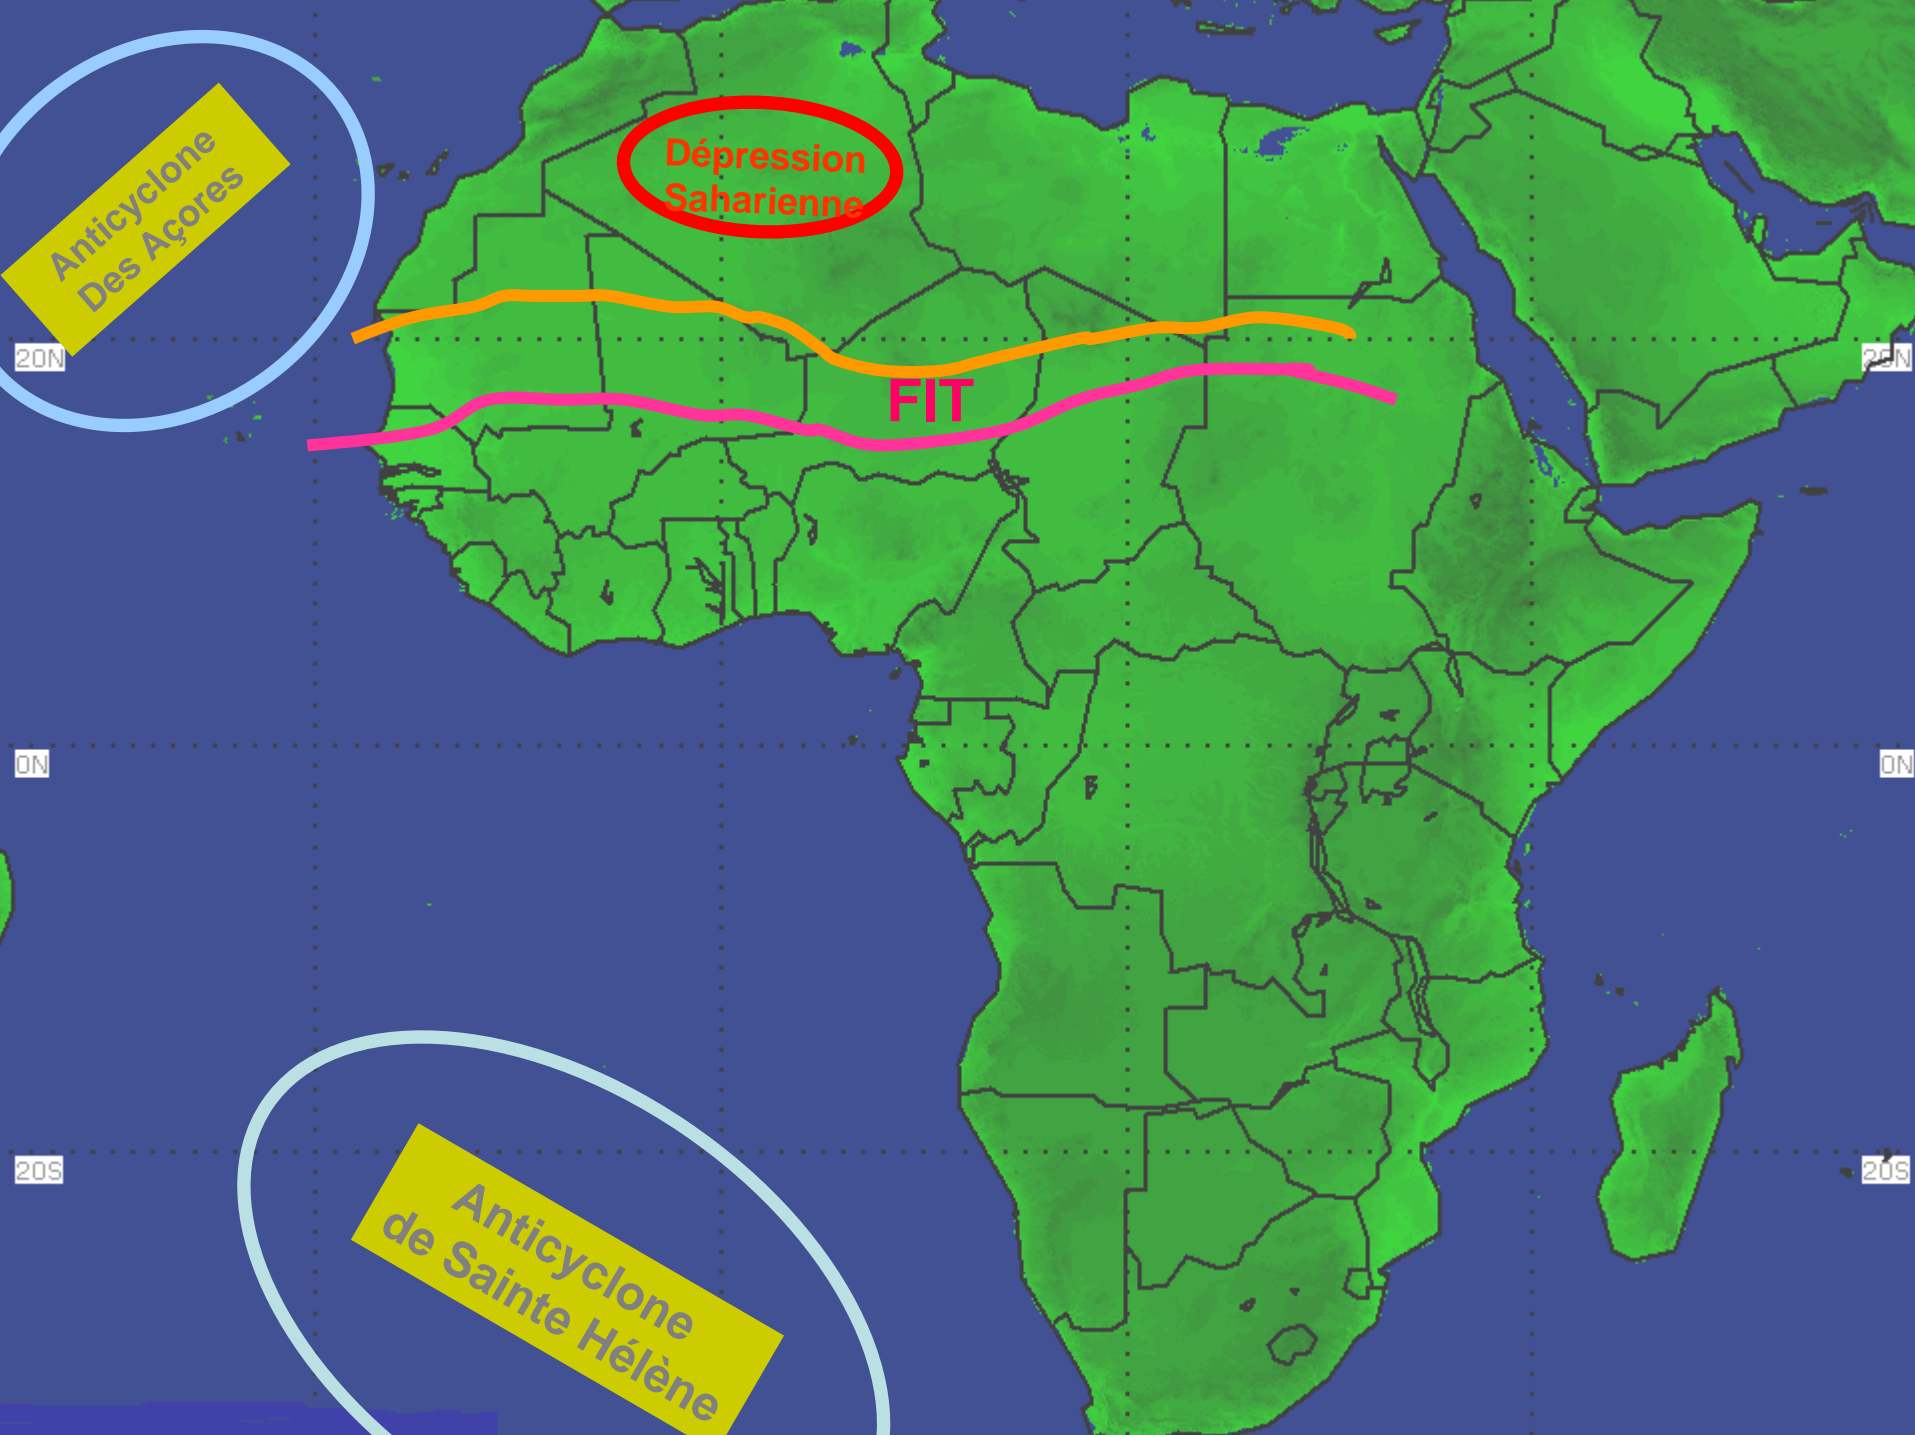 Anticyclone
Des Açores
Dépression
Saharienne
20N
20N
FIT
0N
0N
20S
20S
Anticyclone
de Sainte Hélène